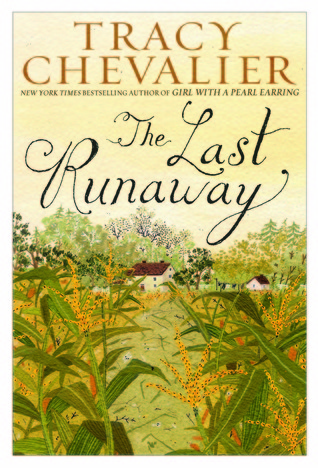 TRACY
CHEVALIER
NEW YORK TIMES BESTSELLING AUTHOR OF GIRL WITH A PEARL EARRING
The Last
Runaway